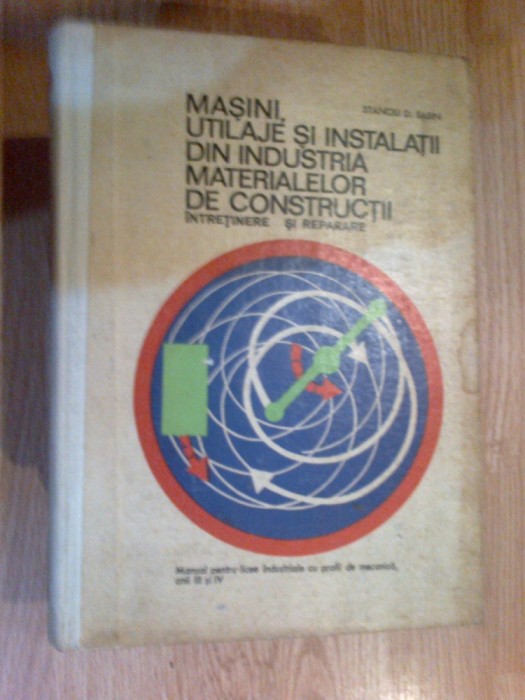 STANCIU D. SABIN
MAȘINI,
UTILAJE ȘI INSTALAȚII
DIN INDUSTRIA
MATERIALELOR
DE CONSTRUCȚII
ÎNTREȚINERE ȘI REPARARE
Manual pentru licee industriale cu profil de mecanică,
anii III și IV